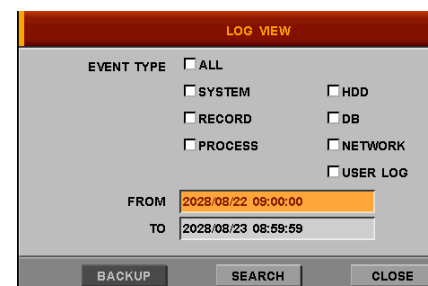 LOG VIEW
EVENT TYPE ALL
SYSTEM HDD
RECORD DB
PROCESS NETWORK
USER LOG
FROM 2028/08/22 09:00:00
TO 2028/08/23 08:59:59
BACKUP SEARCH CLOSE